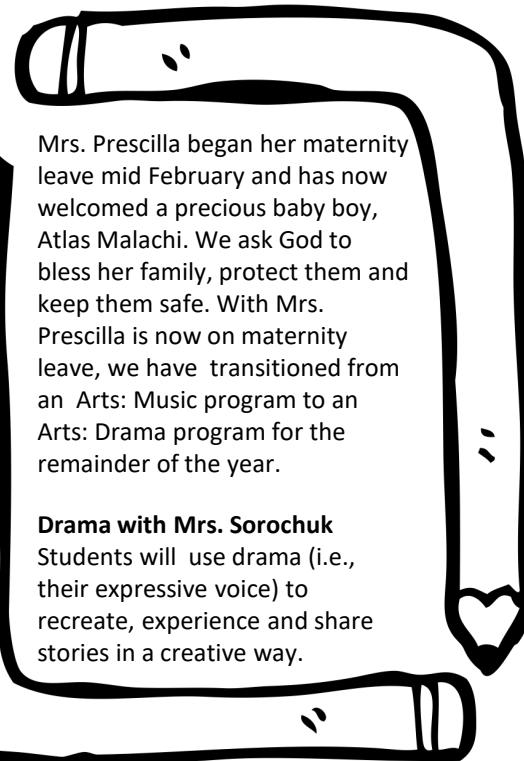 Mrs. Prescilla began her maternity
leave mid February and has now
welcomed a precious baby boy,
Atlas Malachi. We ask God to
bless her family, protect them and
keep them safe. With Mrs.
Prescilla is now on maternity
leave, we have  transitioned from
an  Arts: Music program to an
Arts: Drama program for the
remainder of the year.

Drama with Mrs. Sorochuk
Students will  use drama (i.e.,
their expressive voice) to
recreate, experience and share
stories in a creative way.